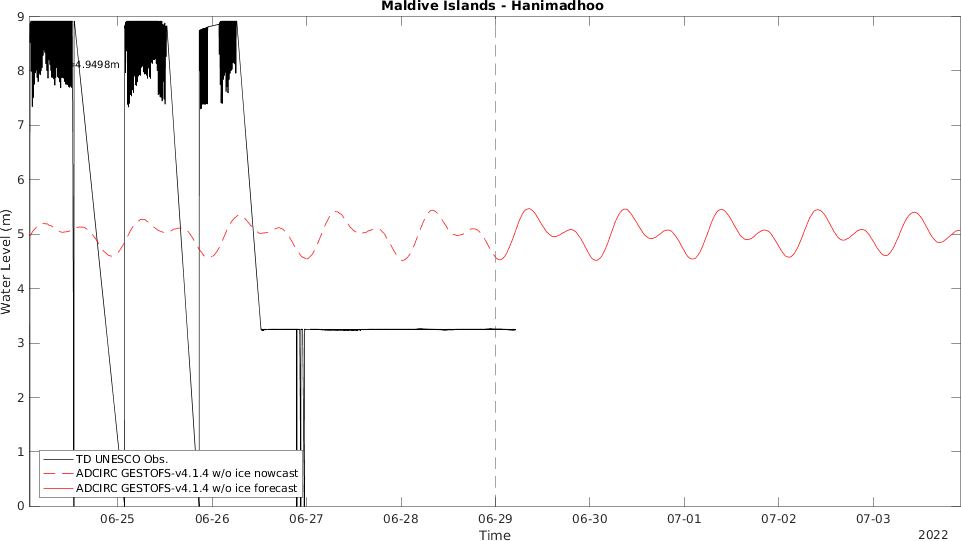 Maldive Islands - Hanimadhoo
9
8
7
6
5
4
3
2
1
0
Water Level (m)
4.9498m
TD UNESCO Obs.
ADCIRC GESTOFS-v4.1.4 w/o ice nowcast
ADCIRC GESTOFS-v4.1.4 w/o ice forecast
06-25 06-26 06-27 06-28 06-29 06-30 07-01 07-02 07-03
Time
2022